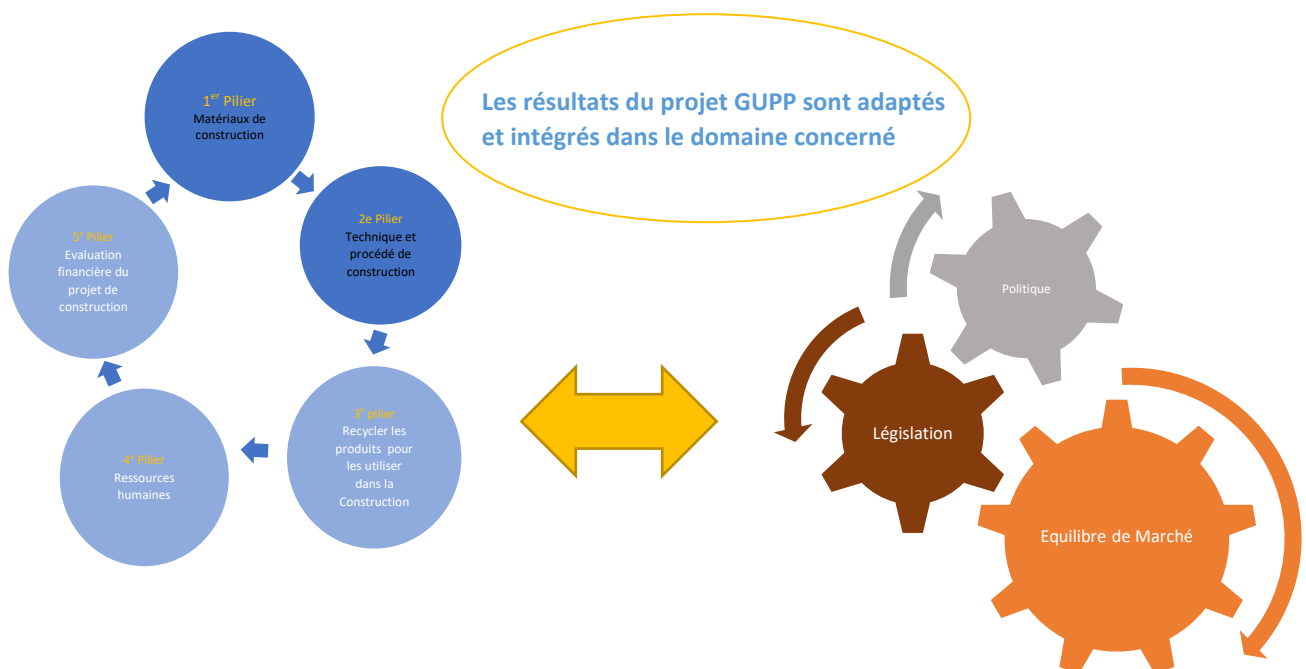 1er Pilier
Matériaux de
construction
Les résultats du projet GUPP sont adaptés
et intégrés dans le domaine concerné
2e Pilier
Technique et
procédé de
construction
3e pilier
Recycler les
produits pour
les utiliser
dans la
Construction
4e Pilier
Ressources
humaines
5e Pilier
Evaluation
financière du
projet de
construction
Politique
Législation
Equilibre de Marché